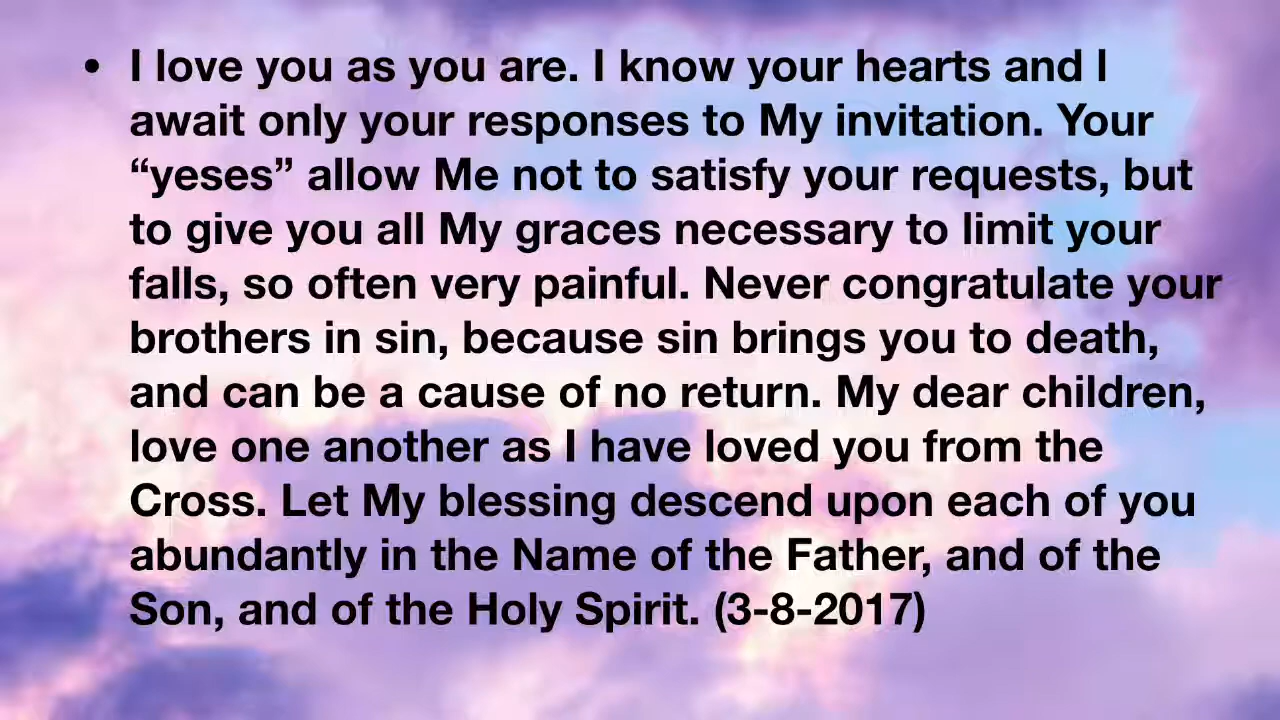 • I love you as you are. I know your hearts and I
await only your responses to My invitation. Your
“yeses” allow Me not to satisfy your requests, but
to give you all My graces necessary to limit your
falls, so often very painful. Never congratulate your
brothers in sin, because sin brings you to death,
and can be a cause of no return. My dear children,
love one another as I have loved you from the
Cross. Let My blessing descend upon each of you
abundantly in the Name of the Father, and of the
Son, and of the Holy Spirit. (3-8-2017)